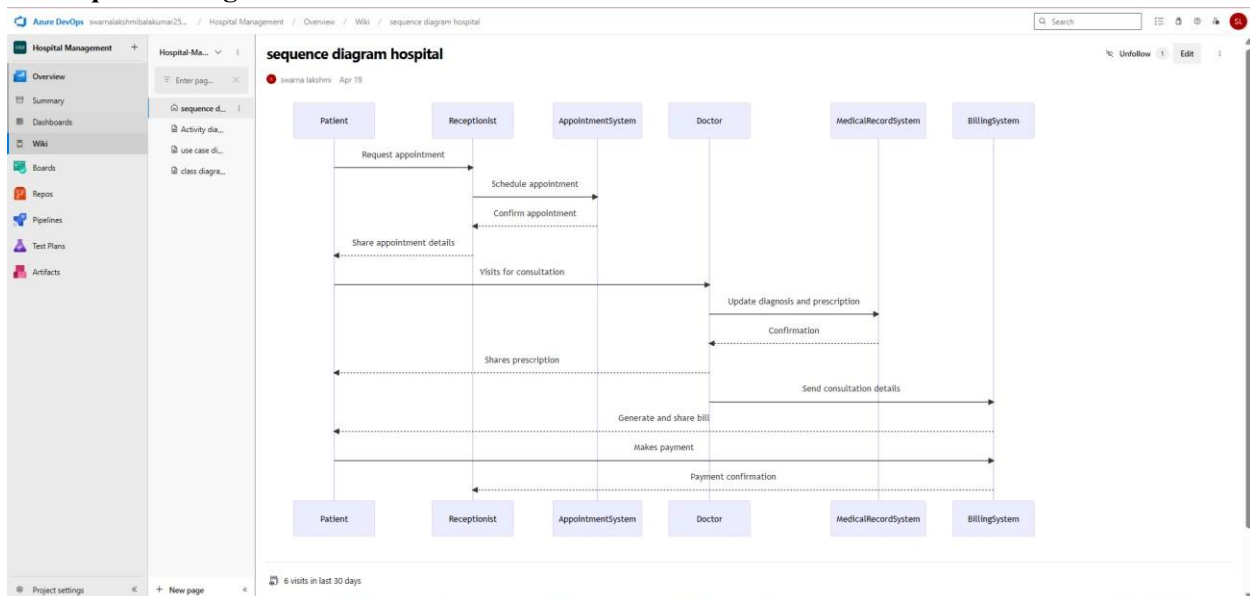 Azure DevOps swarnalakshmibalakumar25... / Hospital Management / Overview / Wiki / sequence diagram hospital
Search
SL
HM Hospital Management +
Overview
Summary
Dashboards
Wiki
Boards
Repos
Pipelines
Test Plans
Artifacts
Project settings
Hospital-Ma...
Enter pag...
sequence d...
Activity dia...
use case di...
class diagra...
+ New page
sequence diagram hospital
Unfollow 1 Edit
swarna lakshmi Apr 19
Patient Receptionist AppointmentSystem Doctor MedicalRecordSystem BillingSystem
Request appointment
Schedule appointment
Confirm appointment
Share appointment details
Visits for consultation
Update diagnosis and prescription
Confirmation
Shares prescription
Send consultation details
Generate and share bill
Makes payment
Payment confirmation
Patient Receptionist AppointmentSystem Doctor MedicalRecordSystem BillingSystem
6 visits in last 30 days